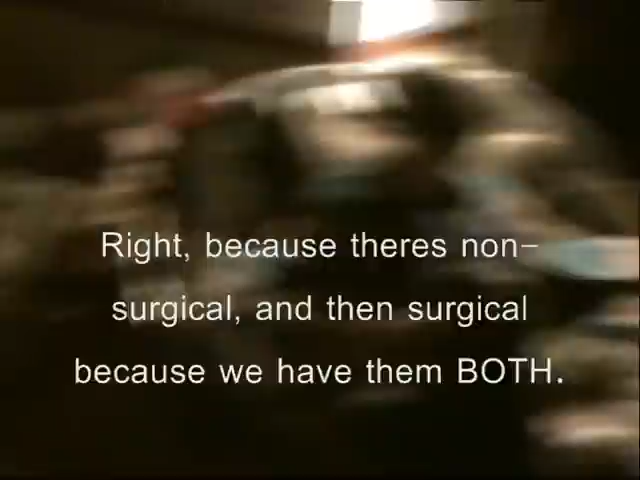 Right, because theres non-
surgical, and then surgical
because we have them BOTH.